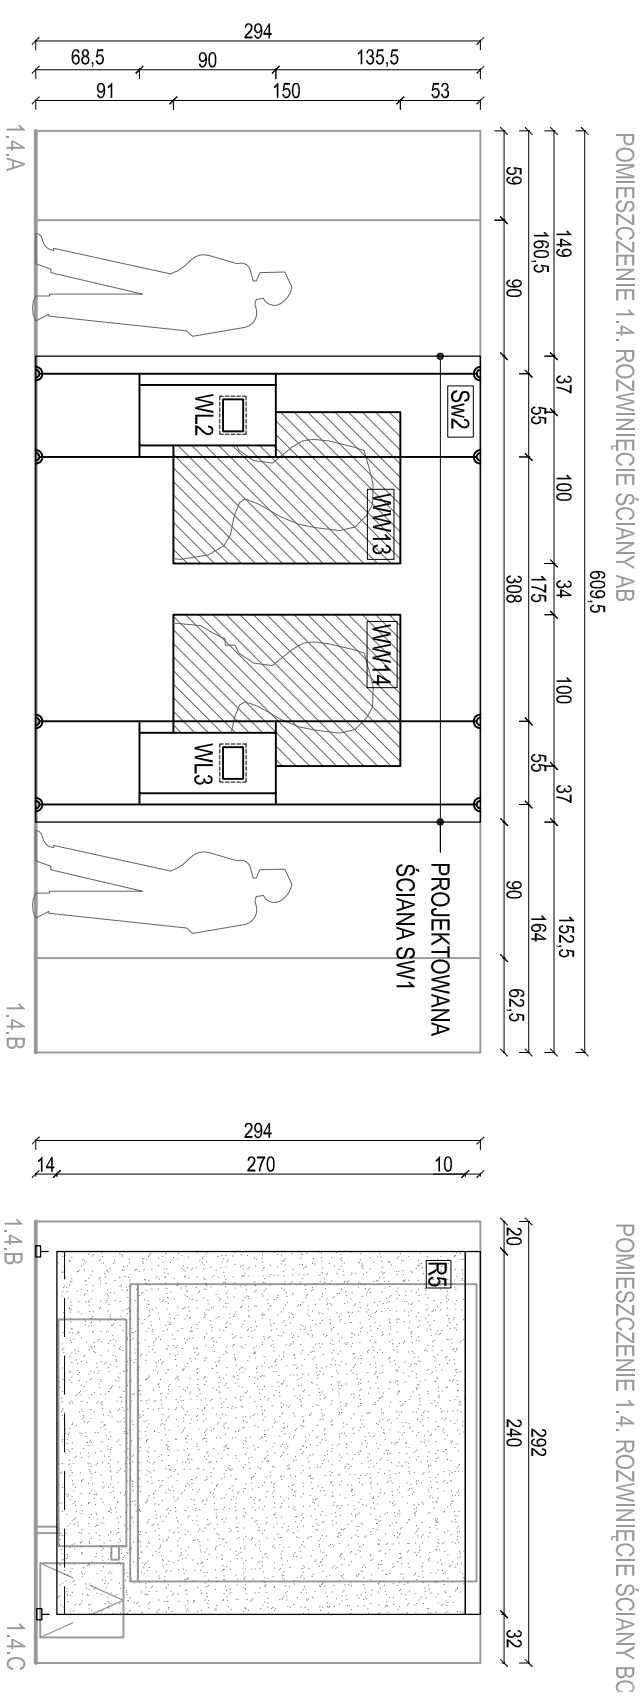 POMIESZCZENIE 1.4. ROZWINIĘCIE ŚCIANY AB
609,5
149
37
100
34
100
37
152,5
160,5
55
175
55
164
59
90
308
90
62,5
294
68,5
90
135,5
91
150
53
Sw2
WL2
WW13
WW14
WL3
PROJEKTOWANA
ŚCIANA SW1
1.4.A
1.4.B
POMIESZCZENIE 1.4. ROZWINIĘCIE ŚCIANY BC
292
20
240
32
294
14
270
10
R5
1.4.B
1.4.C